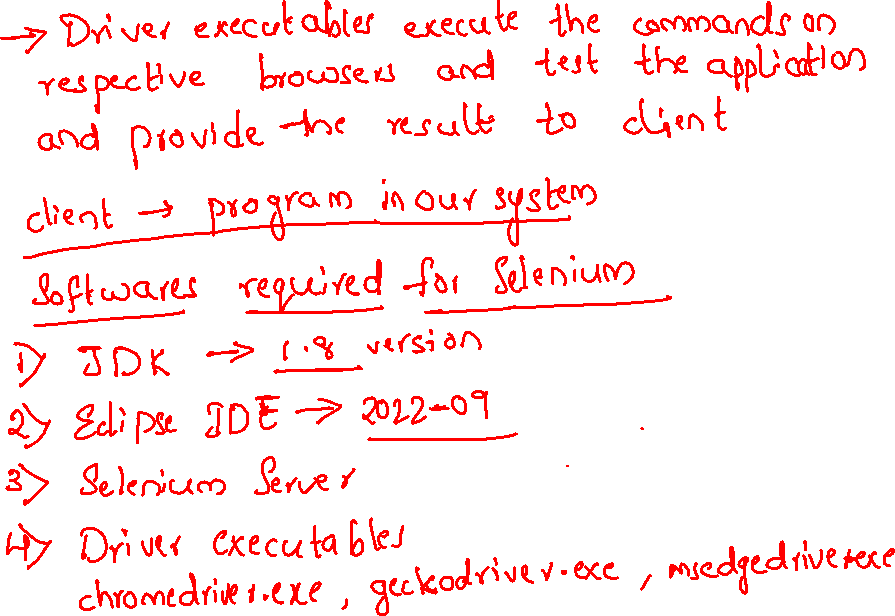 → Driver executables execute the commands on
respective browsers and test the application
and provide the result to client
client → program in our system
Softwares required for Selenium
1) JDK → 1.8 version
2) Eclipse IDE → 2022-09
3) Selenium Server
4) Driver executables
chromedriver.exe, geckodriver.exe, msedgedriver.exe